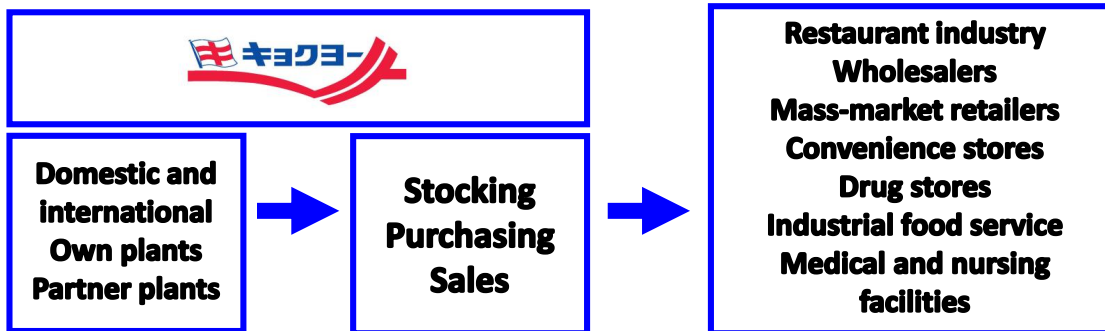 キョクヨー
Domestic and
international
Own plants
Partner plants
Stocking
Purchasing
Sales
Restaurant industry
Wholesalers
Mass-market retailers
Convenience stores
Drug stores
Industrial food service
Medical and nursing
facilities